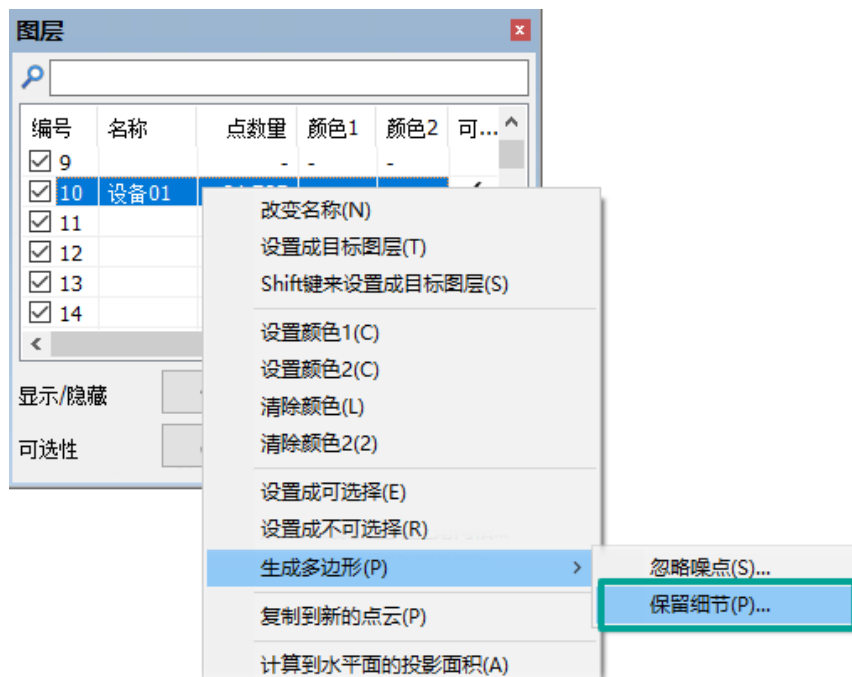 图层
编号 名称 点数量 颜色1 颜色2 可...
9 - - -
10 设备01
11
12
13
14
显示/隐藏
可选性
改变名称(N)
设置成目标图层(T)
Shift键来设置成目标图层(S)
设置颜色1(C)
设置颜色2(C)
清除颜色(L)
清除颜色2(2)
设置成可选择(E)
设置成不可选择(R)
生成多边形(P)
忽略噪点(S)...
保留细节(P)...
复制到新的点云(P)
计算到水平面的投影面积(A)